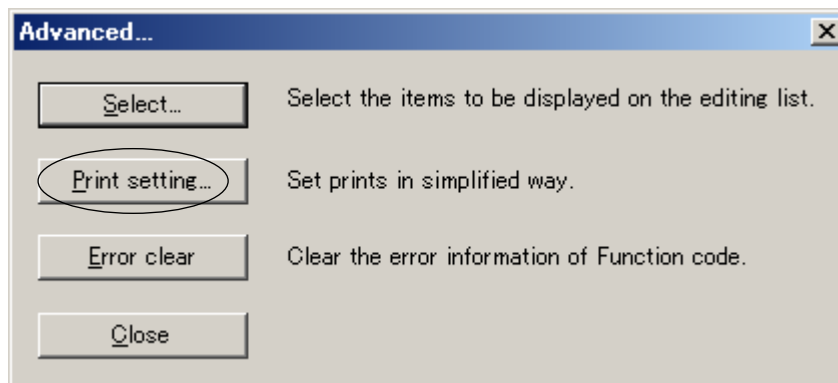 Advanced...
Select... Select the items to be displayed on the editing list.
Print setting... Set prints in simplified way.
Error clear Clear the error information of Function code.
Close